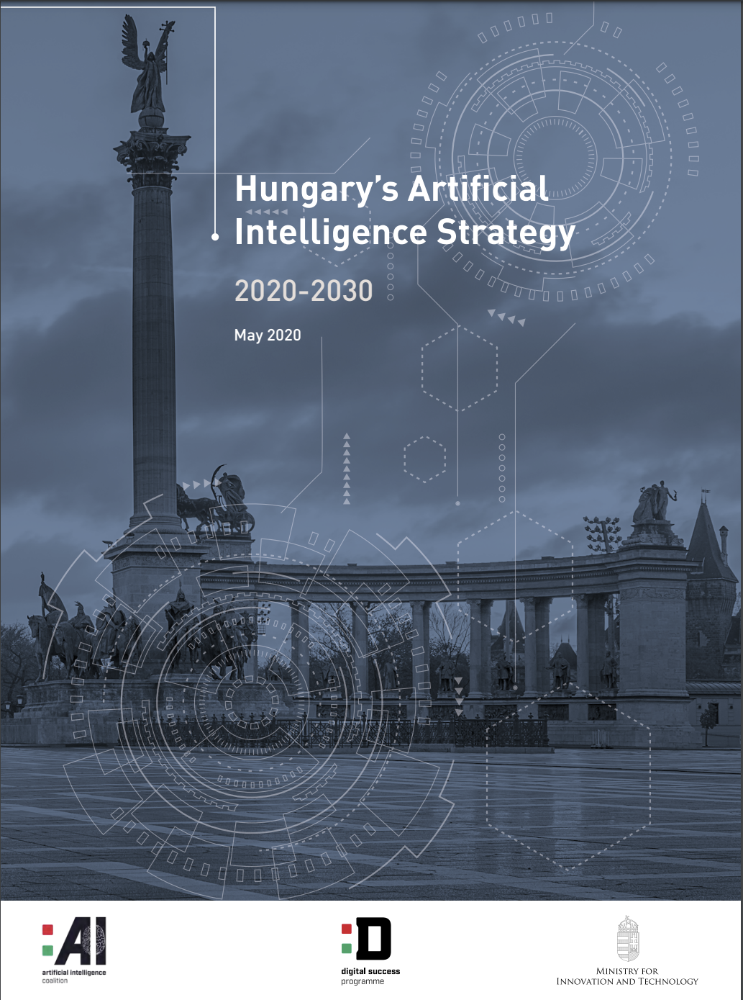 Hungary's Artificial
Intelligence Strategy
2020-2030
May 2020
:AI
artificial intelligence
coalition
:D
digital success
programme
MINISTRY FOR
INNOVATION AND TECHNOLOGY